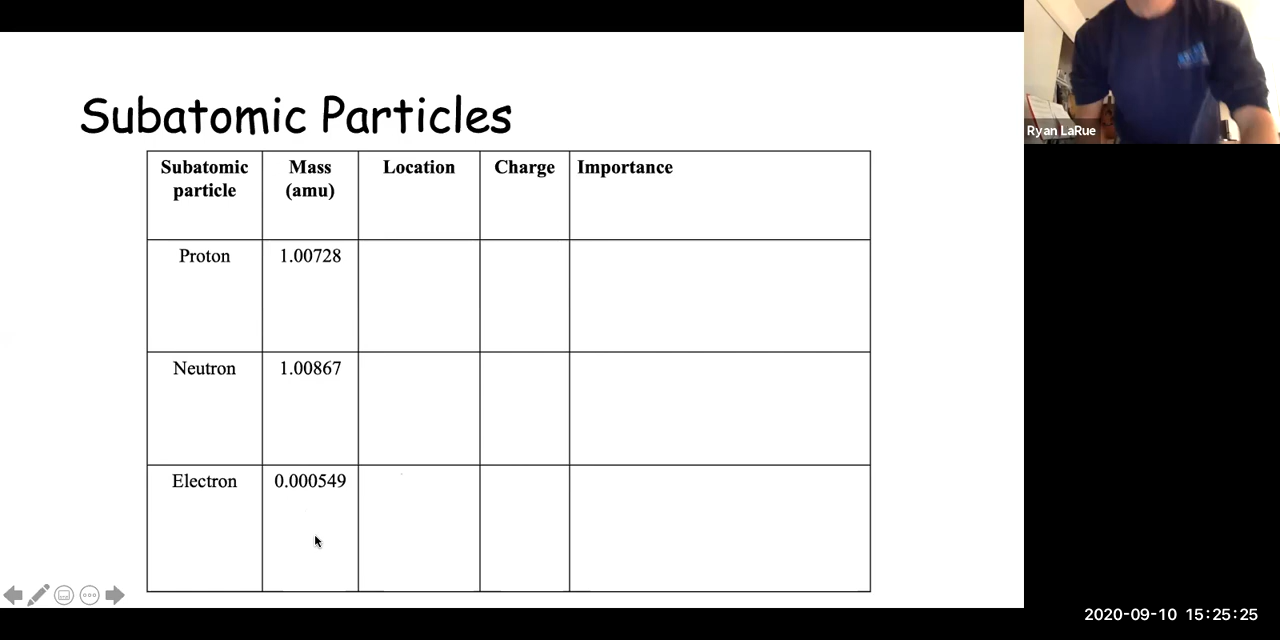 Subatomic Particles
Subatomic particle
Mass (amu)
Location
Charge
Importance
Proton
1.00728
Neutron
1.00867
Electron
0.000549
Ryan LaRue
2020-09-10 15:25:25